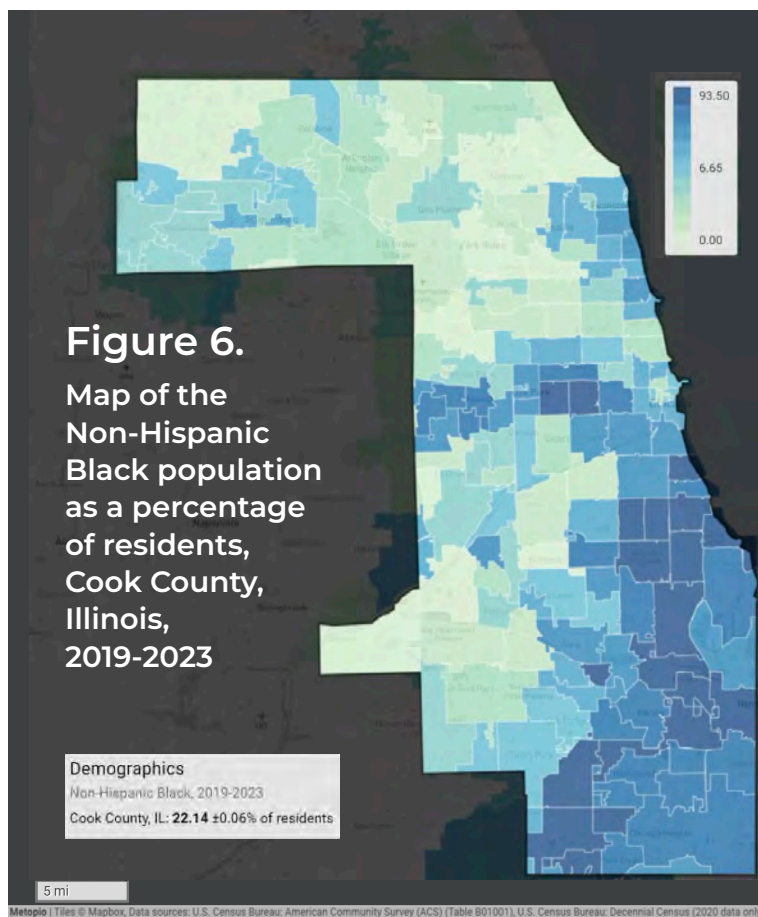 93.50
6.65
0.00
Figure 6.
Map of the
Non-Hispanic
Black population
as a percentage
of residents,
Cook County,
Illinois,
2019-2023
Demographics
Non-Hispanic Black, 2019-2023
Cook County, IL: 22.14 ±0.06% of residents
5 mi
Metopio | Tiles © Mapbox, Data sources: U.S. Census Bureau: American Community Survey (ACS) (Table B01001), U.S. Census Bureau: Decennial Census (2020 data onl